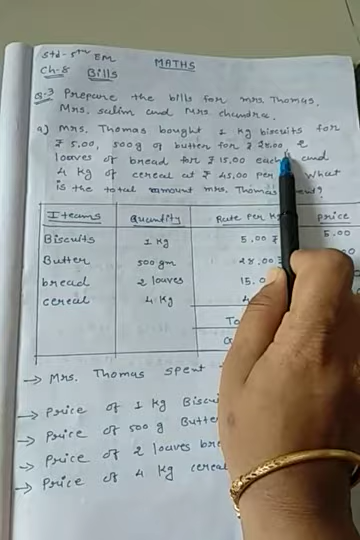 Std-5th EM
MATHS
Ch-8
Bills
Q.3 Prepare the bills for mrs. Thomas,
Mrs. salim and Mrs. chandra.
a) Mrs. Thomas bought 1 kg biscuits for
₹ 5.00, 500g of butter for ₹ 28.00, 2
loaves of bread for ₹ 15.00 each and
4 kg of cereal at ₹ 45.00 per What
is the total amount mrs. Thomas
Iteams Quantity Rate per price
Biscuits 1 kg 5.00 5.00
Butter 500 gm 28.00
bread 2 loaves 15.0
cereal 4 kg
→ Mrs. Thomas spent
→ Price of 1 kg
→ Price of 500 g Butte
→ Price of 2 loaves
→ Price of 4 kg cereal